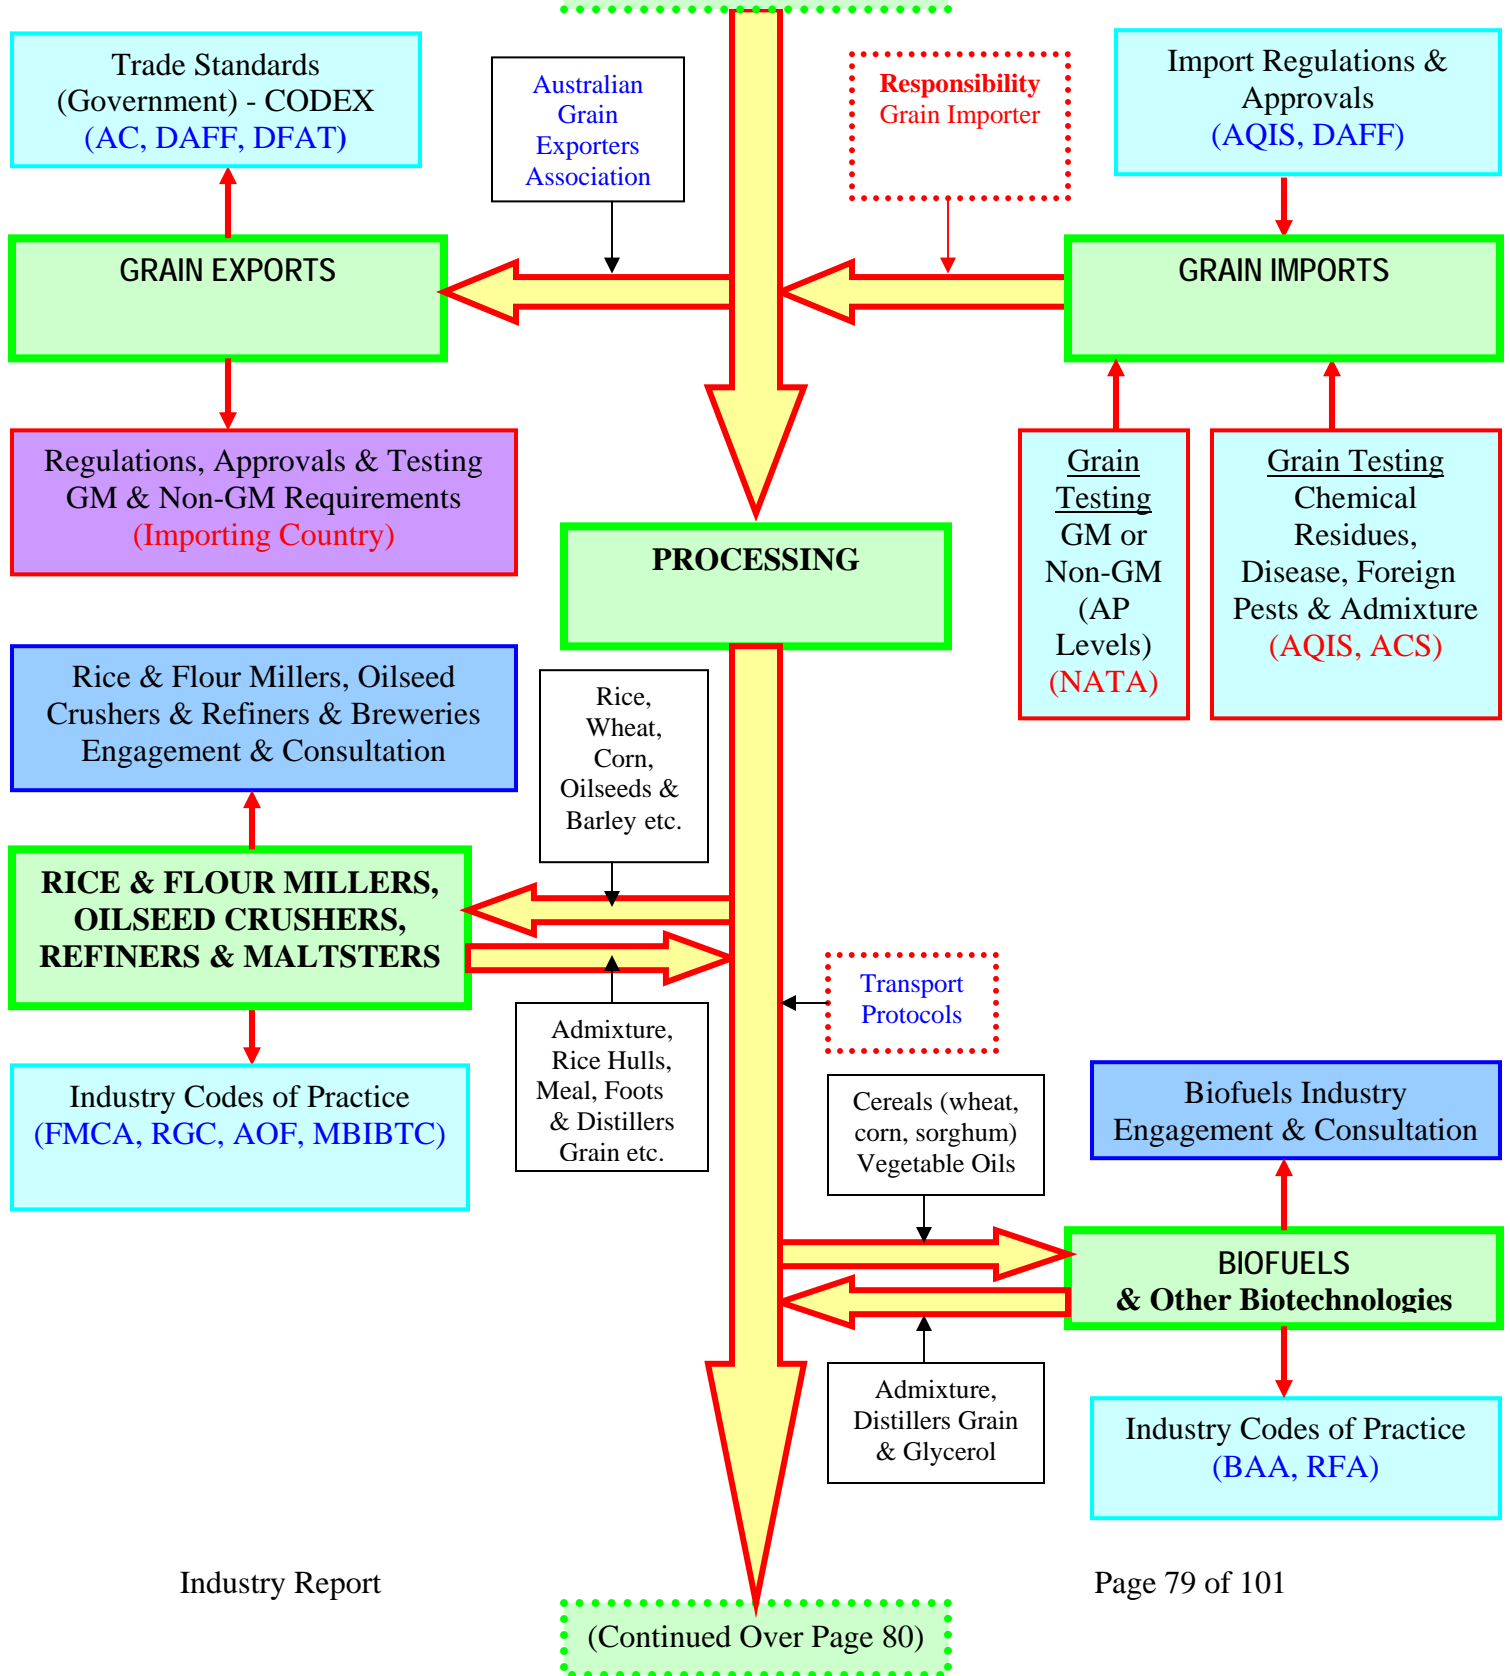 Trade Standards
(Government) - CODEX
(AC, DAFF, DFAT)
Australian
Grain
Exporters
Association
Responsibility
Grain Importer
Import Regulations &
Approvals
(AQIS, DAFF)
GRAIN EXPORTS
GRAIN IMPORTS
Regulations, Approvals & Testing
GM & Non-GM Requirements
(Importing Country)
Grain
Testing
GM or
Non-GM
(AP
Levels)
(NATA)
Grain Testing
Chemical
Residues,
Disease, Foreign
Pests & Admixture
(AQIS, ACS)
PROCESSING
Rice & Flour Millers, Oilseed
Crushers & Refiners & Breweries
Engagement & Consultation
Rice,
Wheat,
Corn,
Oilseeds &
Barley etc.
RICE & FLOUR MILLERS,
OILSEED CRUSHERS,
REFINERS & MALTSTERS
Transport
Protocols
Admixture,
Rice Hulls,
Meal, Foots
& Distillers
Grain etc.
Industry Codes of Practice
(FMCA, RGC, AOF, MBIBTC)
Cereals (wheat,
corn, sorghum)
Vegetable Oils
Biofuels Industry
Engagement & Consultation
BIOFUELS
& Other Biotechnologies
Admixture,
Distillers Grain
& Glycerol
Industry Codes of Practice
(BAA, RFA)
Industry Report
Page 79 of 101
(Continued Over Page 80)